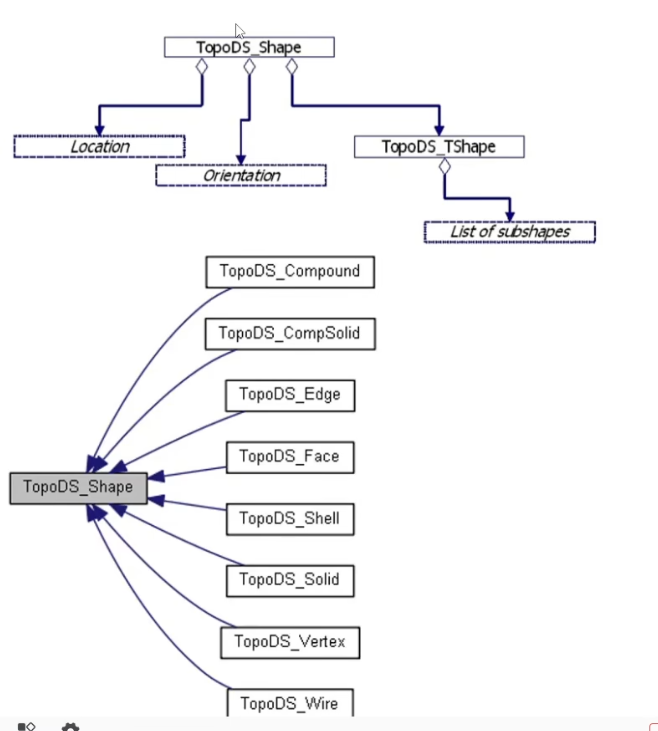 TopoDS_Shape
Location
Orientation
TopoDS_TShape
List of subshapes
TopoDS_Compound
TopoDS_CompSolid
TopoDS_Edge
TopoDS_Face
TopoDS_Shape
TopoDS_Shell
TopoDS_Solid
TopoDS_Vertex
TopoDS_Wire